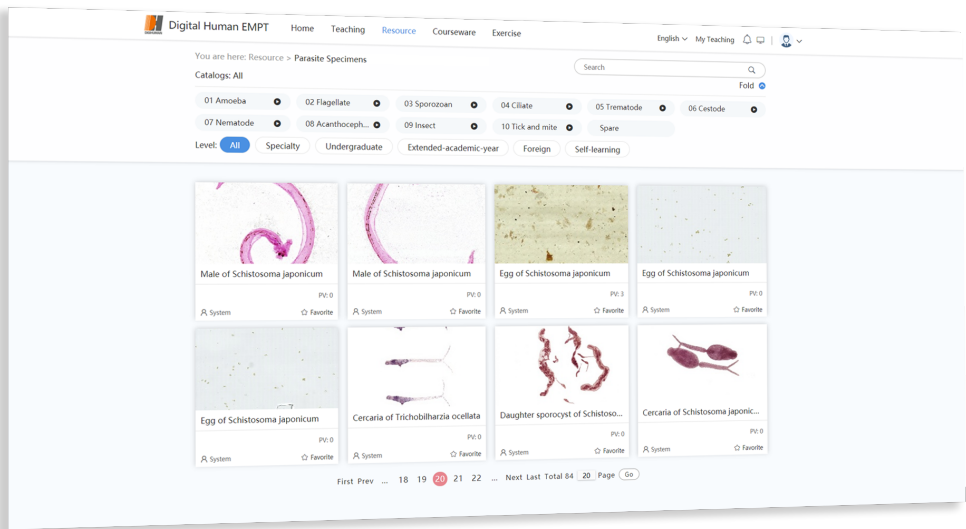 Digital Human EMPT Home Teaching Resource Courseware Exercise English My Teaching
You are here: Resource > Parasite Specimens
Search
Catalogs: All
Fold
01 Amoeba 02 Flagellate 03 Sporozoan 04 Ciliate 05 Trematode 06 Cestode
07 Nematode 08 Acanthoceph... 09 Insect 10 Tick and mite Spare
Level: All Specialty Undergraduate Extended-academic-year Foreign Self-learning
Male of Schistosoma japonicum Male of Schistosoma japonicum Egg of Schistosoma japonicum Egg of Schistosoma japonicum
PV: 0 PV: 0 PV: 3 PV: 0
System Favorite System Favorite System Favorite System Favorite
Egg of Schistosoma japonicum Cercaria of Trichobilharzia ocellata Daughter sporocyst of Schistoso... Cercaria of Schistosoma japonic...
PV: 0 PV: 0 PV: 0 PV: 0
System Favorite System Favorite System Favorite System Favorite
First Prev ... 18 19 20 21 22 ... Next Last Total 84 20 Page Go